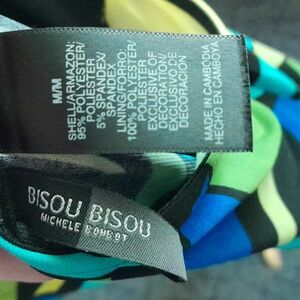 M/M
SHELL/ARMAZON:
95% POLYESTER/
POLIESTER
5% SPANDEX/
SPANDEX
LINING/FORRO:
100% POLYESTER/
POLIESTER
EXCLUSIVE OF
DECORATION/
EXCLUSIVO DE
DECORACION
MADE IN CAMBODIA
HECHO EN CAMBOYA
BISOU BISOU
MICHELE BOHBOT